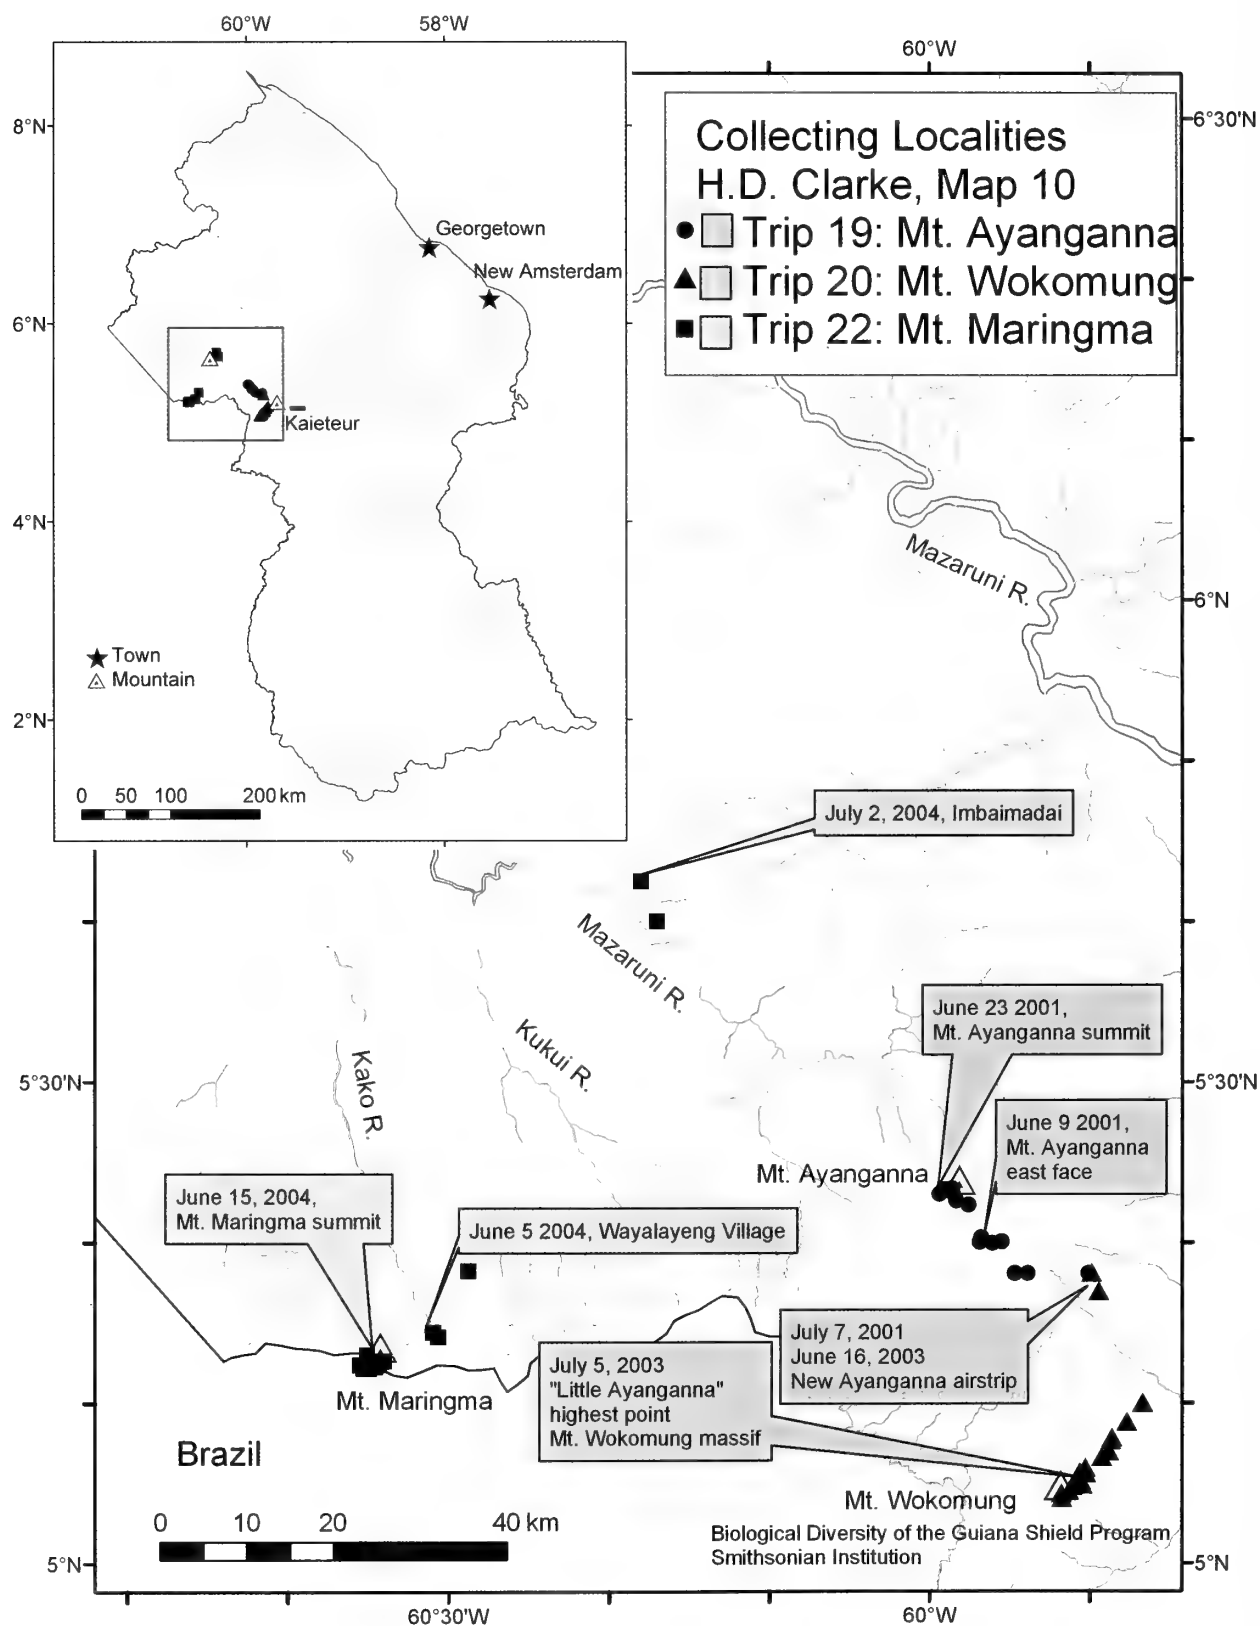 60°W
58°W
8°N
6°N
4°N
2°N
Georgetown
New Amsterdam
Kaieteur
Town
Mountain
0 50 100 200 km
60°W
6°30'N
Collecting Localities
H.D. Clarke, Map 10
Trip 19: Mt. Ayanganna
Trip 20: Mt. Wokomung
Trip 22: Mt. Maringma
Mazaruni R.
6°N
July 2, 2004, Imbaimadai
Mazaruni R.
June 23 2001,
Mt. Ayanganna summit
Kukui R.
Kako R.
5°30'N
5°30'N
June 9 2001,
Mt. Ayanganna
east face
Mt. Ayanganna
June 15, 2004,
Mt. Maringma summit
June 5 2004, Wayalayeng Village
July 7, 2001
June 16, 2003
New Ayanganna airstrip
July 5, 2003
"Little Ayanganna"
highest point
Mt. Wokomung massif
Mt. Maringma
Brazil
Mt. Wokomung
0 10 20 40 km
Biological Diversity of the Guiana Shield Program
Smithsonian Institution
5°N
5°N
60°30'W
60°W